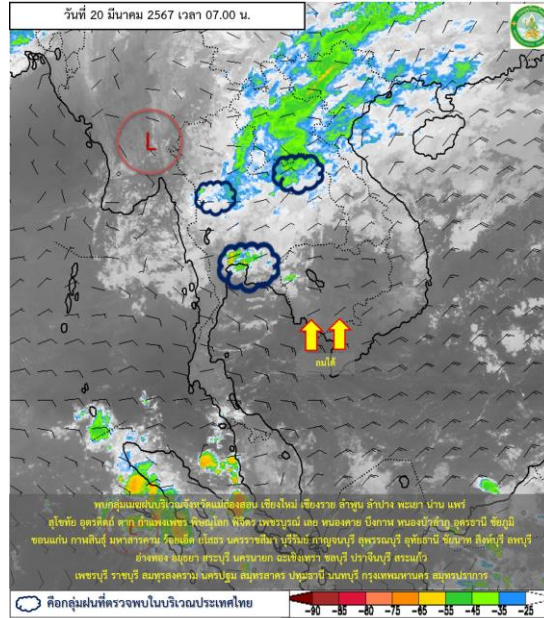 วันที่ 20 มีนาคม 2567 เวลา 07.00 น.
L
ลมใต้
พบกลุ่มเมฆฝนบริเวณจังหวัดแม่ฮ่องสอน เชียงใหม่ เชียงราย ลำพูน ลำปาง พะเยา น่าน แพร่
สุโขทัย อุตรดิตถ์ ตาก กำแพงเพชร พิษณุโลก พิจิตร เพชรบูรณ์ เลย หนองคาย บึงกาฬ หนองบัวลำภู อุดรธานี ชัยภูมิ
ขอนแก่น กาฬสินธุ์ มหาสารคาม ร้อยเอ็ด ยโสธร นครราชสีมา บุรีรัมย์ กาญจนบุรี สุพรรณบุรี อุทัยธานี ชัยนาท สิงห์บุรี ลพบุรี
อ่างทอง อยุธยา สระบุรี นครนายก ฉะเชิงเทรา ชลบุรี ปราจีนบุรี สระแก้ว
เพชรบุรี ราชบุรี สมุทรสงคราม นครปฐม สมุทรสาคร ปทุมธานี นนทบุรี กรุงเทพมหานคร สมุทรปราการ
คือกลุ่มฝนที่ตรวจพบในบริเวณประเทศไทย
-90 -85 -80 -75 -65 -55 -45 -35 -25